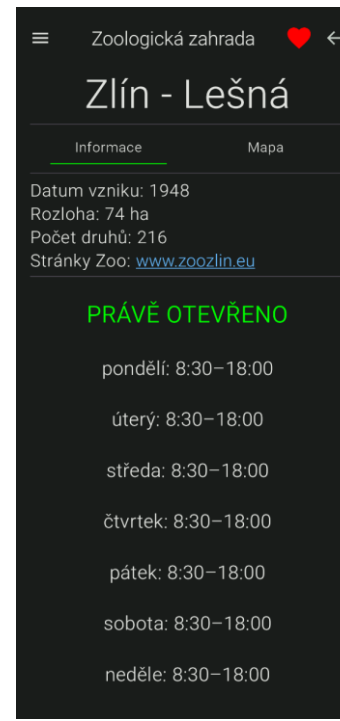 Zoologická zahrada
Zlín - Lešná
Informace
Mapa
Datum vzniku: 1948
Rozloha: 74 ha
Počet druhů: 216
Stránky Zoo: www.zoozlin.eu
PRÁVĚ OTEVŘENO
pondělí: 8:30–18:00
úterý: 8:30–18:00
středa: 8:30–18:00
čtvrtek: 8:30–18:00
pátek: 8:30–18:00
sobota: 8:30–18:00
neděle: 8:30–18:00